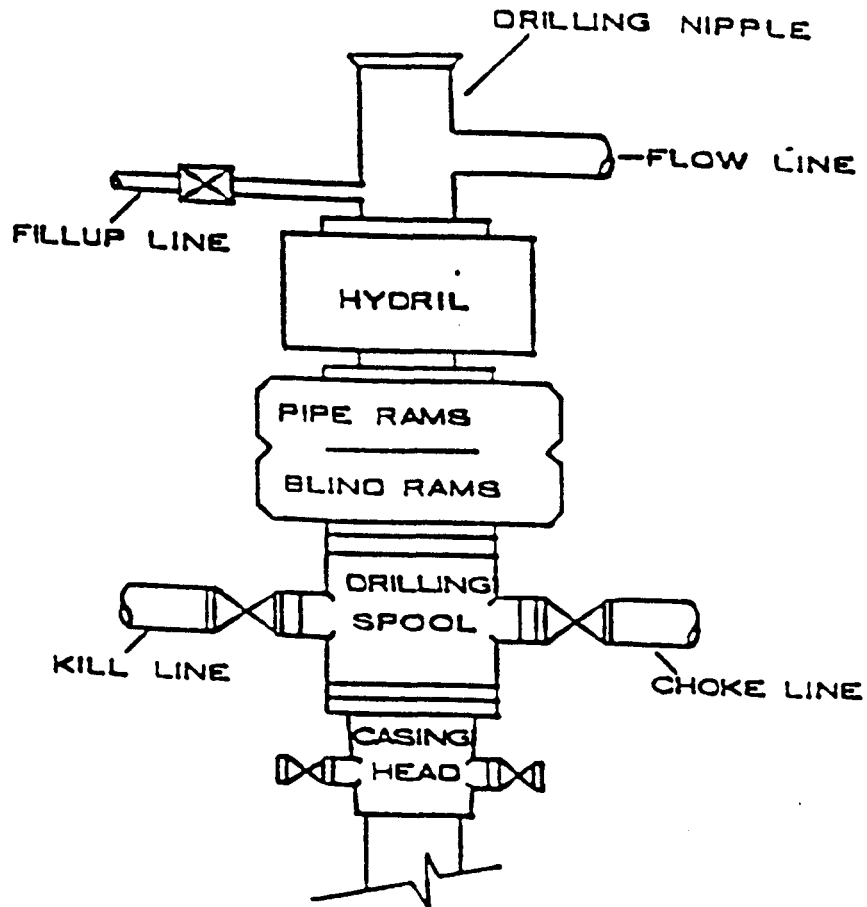 DRILLING NIPPLE
FLOW LINE
FILLUP LINE
HYDRIL
PIPE RAMS
BLIND RAMS
DRILLING
SPOOL
KILL LINE
CHOKE LINE
CASING
HEAD